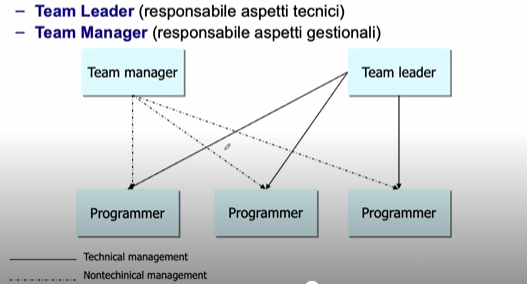 – Team Leader (responsabile aspetti tecnici)
– Team Manager (responsabile aspetti gestionali)
Team manager
Team leader
Programmer
Programmer
Programmer
Technical management
Nontechinical management